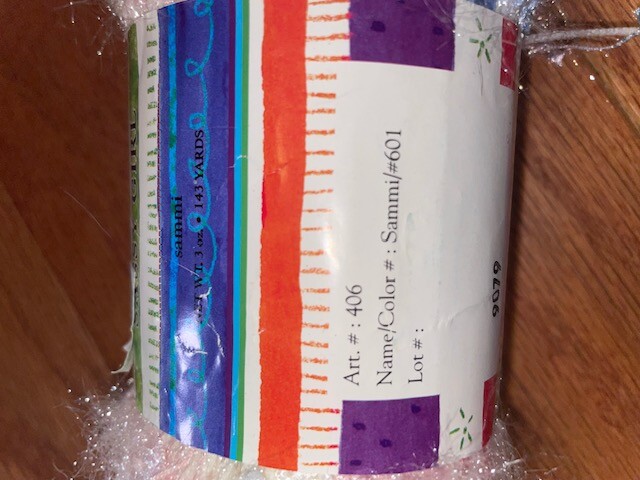 sammi
NET WT. 3 oz. • 143 YARDS
Art. # : 406
Name/Color # : Sammi/#601
Lot # :
9079